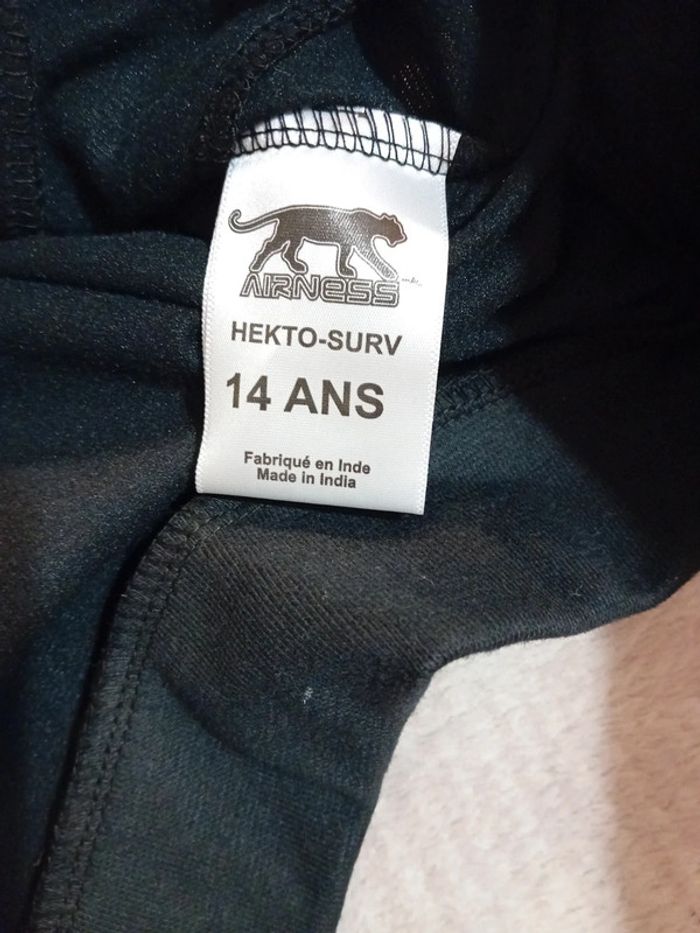 AIRNESS
HEKTO-SURV
14 ANS
Fabriqué en Inde
Made in India